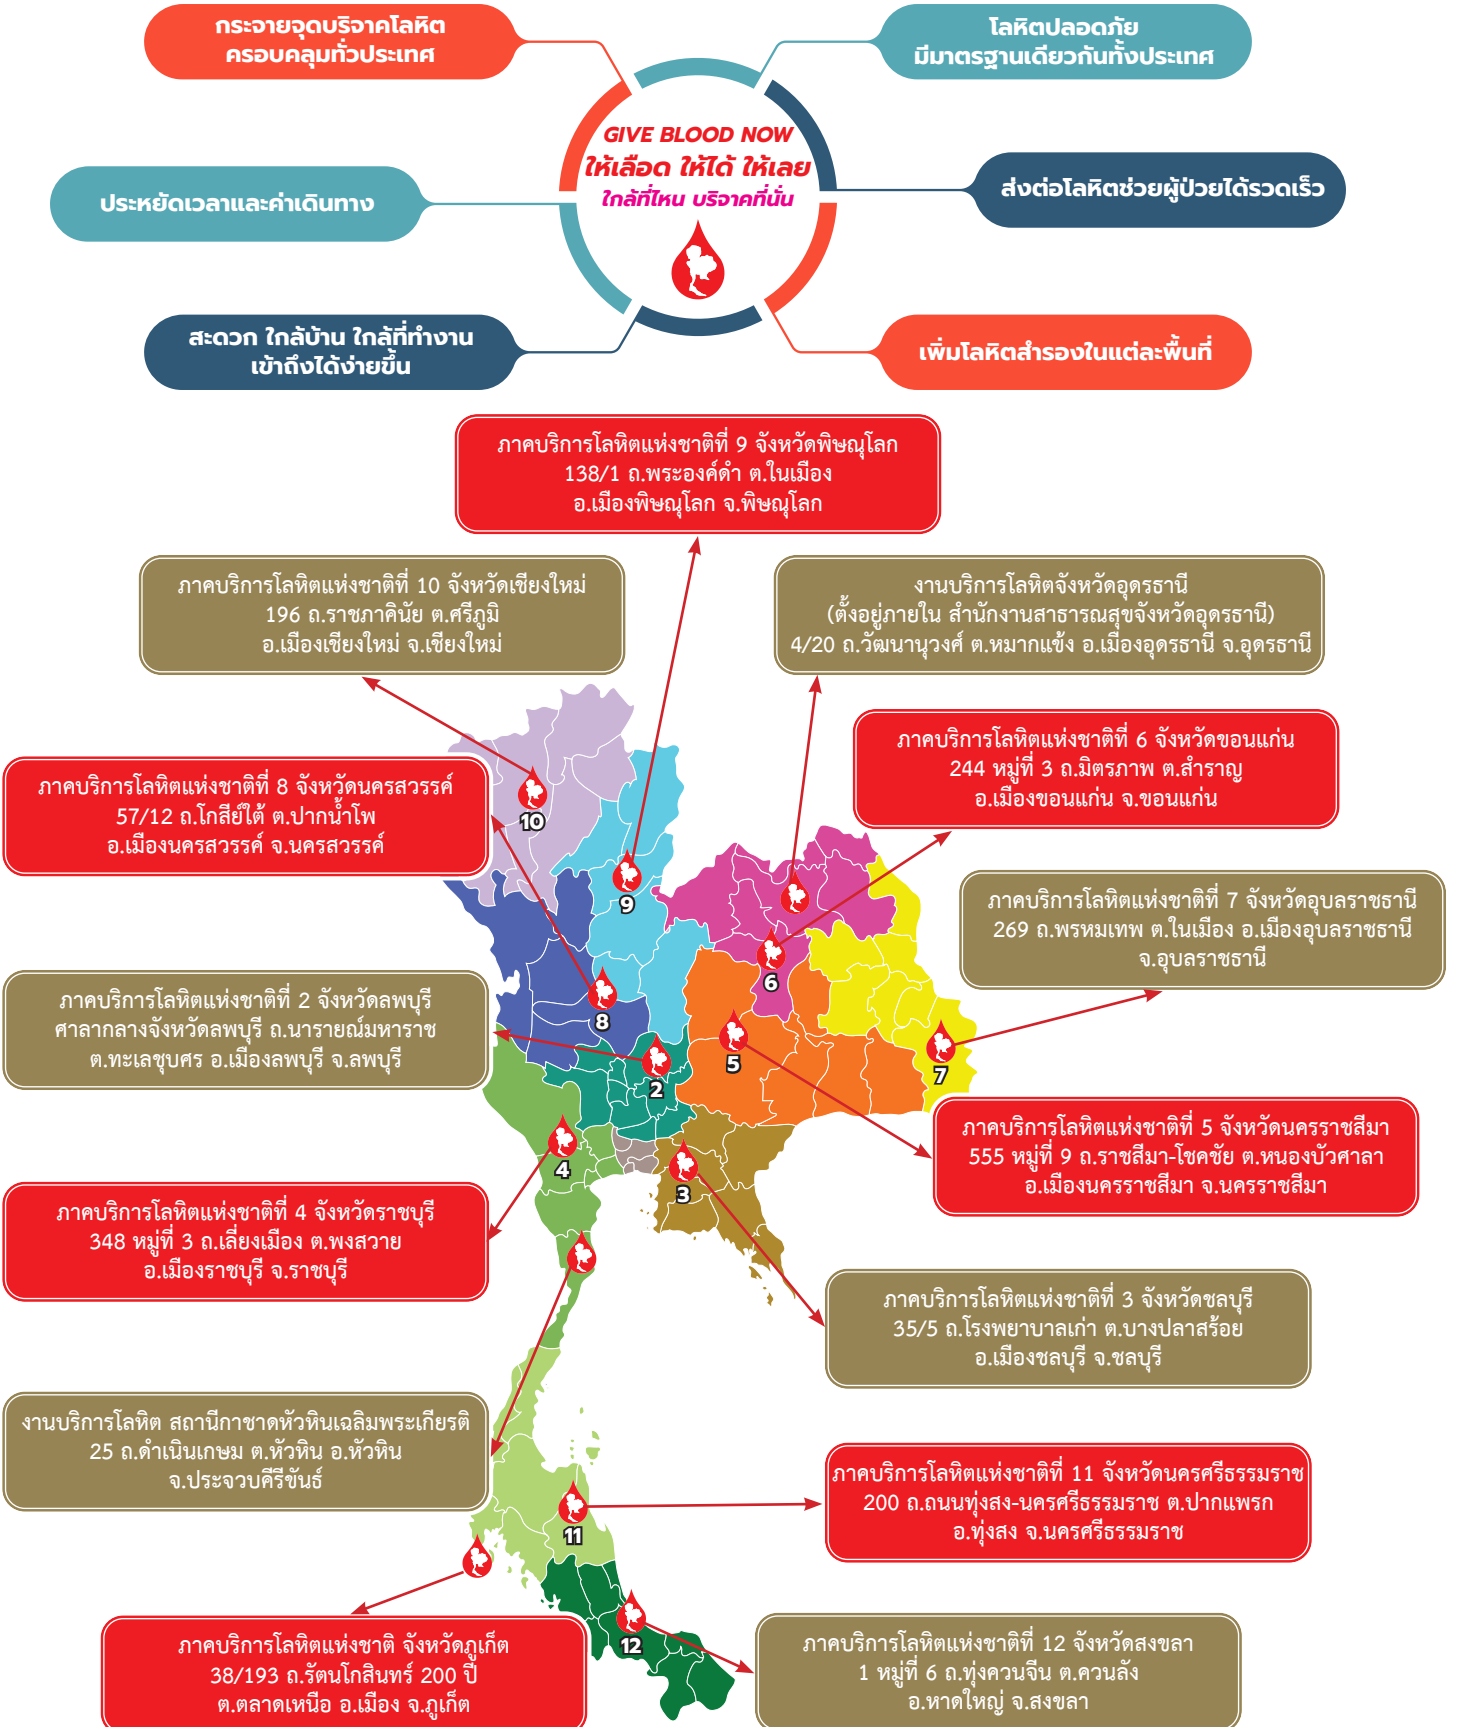 กระจายจุดบริจาคโลหิต
ครอบคลุมทั่วประเทศ
โลหิตปลอดภัย
มีมาตรฐานเดียวกันทั้งประเทศ
GIVE BLOOD NOW
ให้เลือด ให้ได้ ให้เลย
ใกล้ที่ไหน บริจาคที่นั่น
ประหยัดเวลาและค่าเดินทาง
ส่งต่อโลหิตช่วยผู้ป่วยได้รวดเร็ว
สะดวก ใกล้บ้าน ใกล้ที่ทำงาน
เข้าถึงได้ง่ายขึ้น
เพิ่มโลหิตสำรองในแต่ละพื้นที่
ภาคบริการโลหิตแห่งชาติที่ 9 จังหวัดพิษณุโลก
138/1 ถ.พระองค์ดำ ต.ในเมือง
อ.เมืองพิษณุโลก จ.พิษณุโลก
ภาคบริการโลหิตแห่งชาติที่ 10 จังหวัดเชียงใหม่
196 ถ.ราชภาคินัย ต.ศรีภูมิ
อ.เมืองเชียงใหม่ จ.เชียงใหม่
งานบริการโลหิตจังหวัดอุดรธานี
(ตั้งอยู่ภายใน สำนักงานสาธารณสุขจังหวัดอุดรธานี)
4/20 ถ.วัฒนานุวงศ์ ต.หมากแข้ง อ.เมืองอุดรธานี จ.อุดรธานี
ภาคบริการโลหิตแห่งชาติที่ 6 จังหวัดขอนแก่น
244 หมู่ที่ 3 ถ.มิตรภาพ ต.สำราญ
อ.เมืองขอนแก่น จ.ขอนแก่น
ภาคบริการโลหิตแห่งชาติที่ 8 จังหวัดนครสวรรค์
57/12 ถ.โกสีย์ใต้ ต.ปากน้ำโพ
อ.เมืองนครสวรรค์ จ.นครสวรรค์
10
9
ภาคบริการโลหิตแห่งชาติที่ 7 จังหวัดอุบลราชธานี
269 ถ.พรหมเทพ ต.ในเมือง อ.เมืองอุบลราชธานี
จ.อุบลราชธานี
6
8
ภาคบริการโลหิตแห่งชาติที่ 2 จังหวัดลพบุรี
ศาลากลางจังหวัดลพบุรี ถ.นารายณ์มหาราช
ต.ทะเลชุบศร อ.เมืองลพบุรี จ.ลพบุรี
5
7
2
ภาคบริการโลหิตแห่งชาติที่ 5 จังหวัดนครราชสีมา
555 หมู่ที่ 9 ถ.ราชสีมา-โชคชัย ต.หนองบัวศาลา
อ.เมืองนครราชสีมา จ.นครราชสีมา
4
3
ภาคบริการโลหิตแห่งชาติที่ 4 จังหวัดราชบุรี
348 หมู่ที่ 3 ถ.เลี่ยงเมือง ต.พงสวาย
อ.เมืองราชบุรี จ.ราชบุรี
ภาคบริการโลหิตแห่งชาติที่ 3 จังหวัดชลบุรี
35/5 ถ.โรงพยาบาลเก่า ต.บางปลาสร้อย
อ.เมืองชลบุรี จ.ชลบุรี
งานบริการโลหิต สถานีกาชาดหัวหินเฉลิมพระเกียรติ
25 ถ.ดำเนินเกษม ต.หัวหิน อ.หัวหิน
จ.ประจวบคีรีขันธ์
ภาคบริการโลหิตแห่งชาติที่ 11 จังหวัดนครศรีธรรมราช
200 ถ.ถนนทุ่งสง-นครศรีธรรมราช ต.ปากแพรก
อ.ทุ่งสง จ.นครศรีธรรมราช
11
ภาคบริการโลหิตแห่งชาติ จังหวัดภูเก็ต
38/193 ถ.รัตนโกสินทร์ 200 ปี
ต.ตลาดเหนือ อ.เมือง จ.ภูเก็ต
12
ภาคบริการโลหิตแห่งชาติที่ 12 จังหวัดสงขลา
1 หมู่ที่ 6 ถ.ทุ่งควนจีน ต.ควนลัง
อ.หาดใหญ่ จ.สงขลา